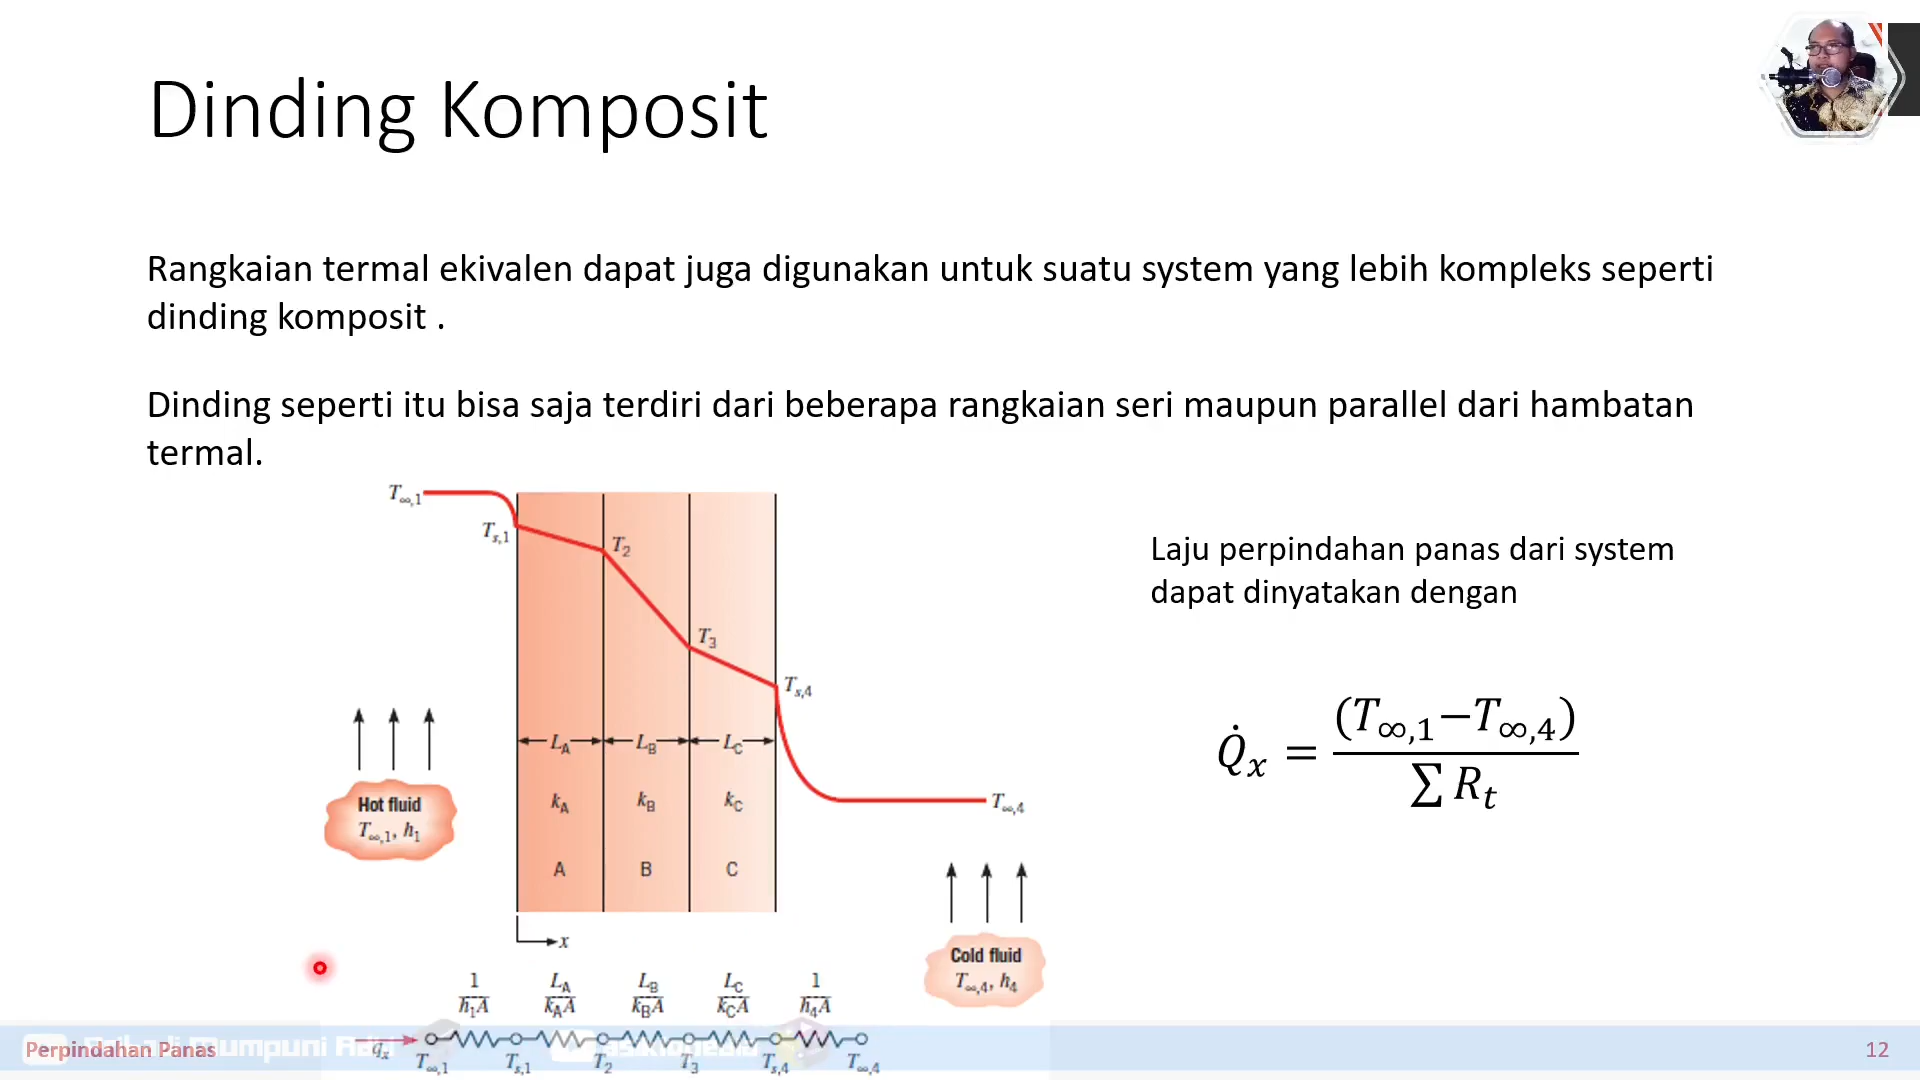 Dinding Komposit
Rangkaian termal ekivalen dapat juga digunakan untuk suatu system yang lebih kompleks seperti
dinding komposit .
Dinding seperti itu bisa saja terdiri dari beberapa rangkaian seri maupun parallel dari hambatan
termal.
T∞,1
Ts,1
T2
T3
Ts,4
T∞,4
LA LB LC
kA kB kC
A B C
x
Hot fluid
T∞,1, h1
Cold fluid
T∞,4, h4
Laju perpindahan panas dari system
dapat dinyatakan dengan
Q̇x = (T∞,1−T∞,4) / ∑ Rt
1/h1A LA/kAA LB/kBA LC/kCA 1/h4A
qx
T∞,1 Ts,1 T2 T3 Ts,4 T∞,4
Perpindahan Panas
Mumpuni
12